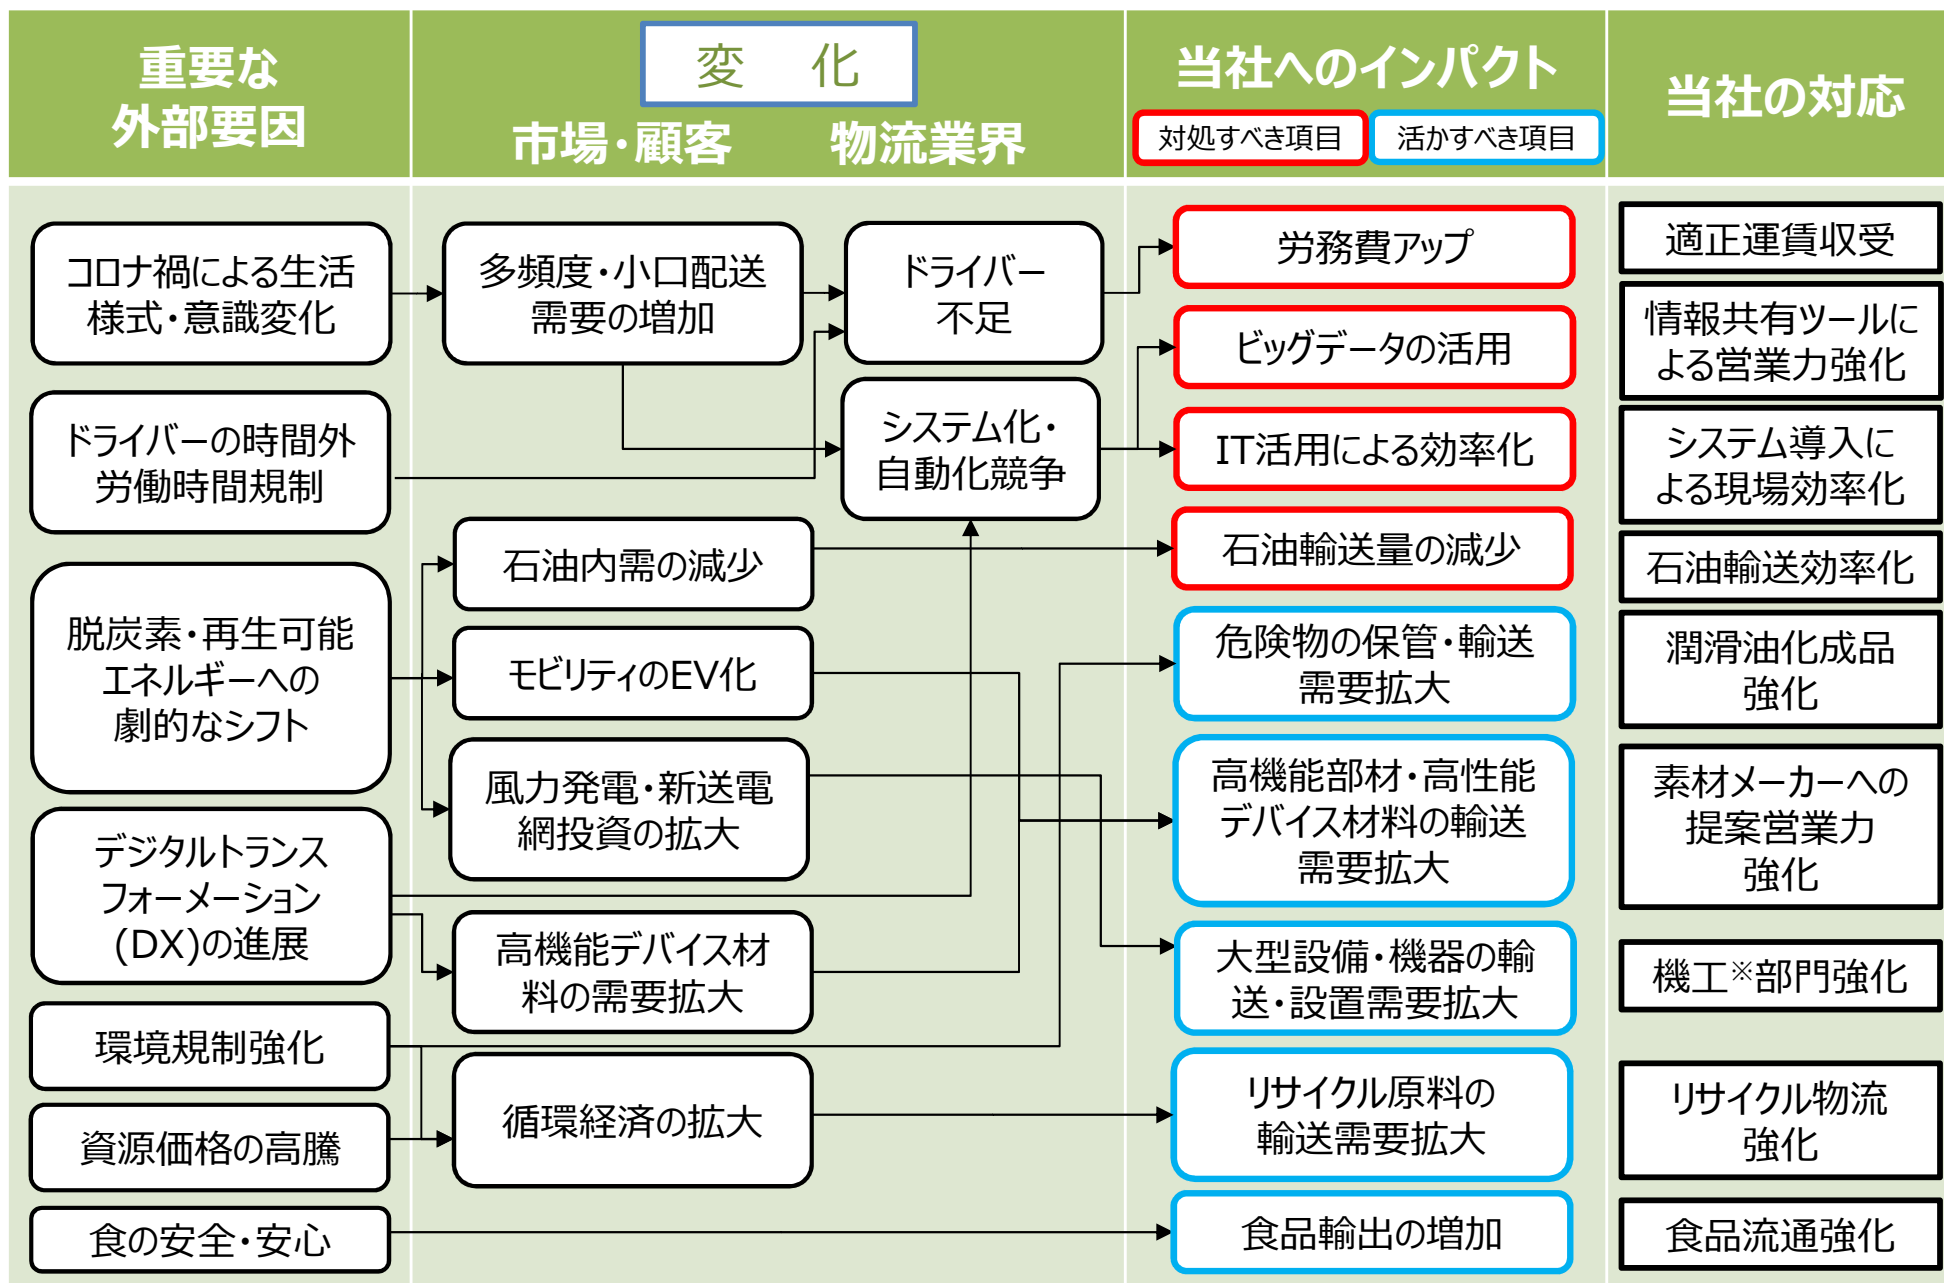 重要な
外部要因
変 化
市場・顧客
物流業界
当社へのインパクト
対処すべき項目
活かすべき項目
当社の対応
コロナ禍による生活
様式・意識変化
ドライバーの時間外
労働時間規制
脱炭素・再生可能
エネルギーへの
劇的なシフト
デジタルトランス
フォーメーション
(DX)の進展
環境規制強化
資源価格の高騰
食の安全・安心
多頻度・小口配送
需要の増加
石油内需の減少
モビリティのEV化
風力発電・新送電
網投資の拡大
高機能デバイス材
料の需要拡大
循環経済の拡大
ドライバー
不足
システム化・
自動化競争
労務費アップ
ビッグデータの活用
IT活用による効率化
石油輸送量の減少
危険物の保管・輸送
需要拡大
高機能部材・高性能
デバイス材料の輸送
需要拡大
大型設備・機器の輸
送・設置需要拡大
リサイクル原料の
輸送需要拡大
食品輸出の増加
適正運賃収受
情報共有ツールに
よる営業力強化
システム導入に
よる現場効率化
石油輸送効率化
潤滑油化成品
強化
素材メーカーへの
提案営業力
強化
機工※部門強化
リサイクル物流
強化
食品流通強化